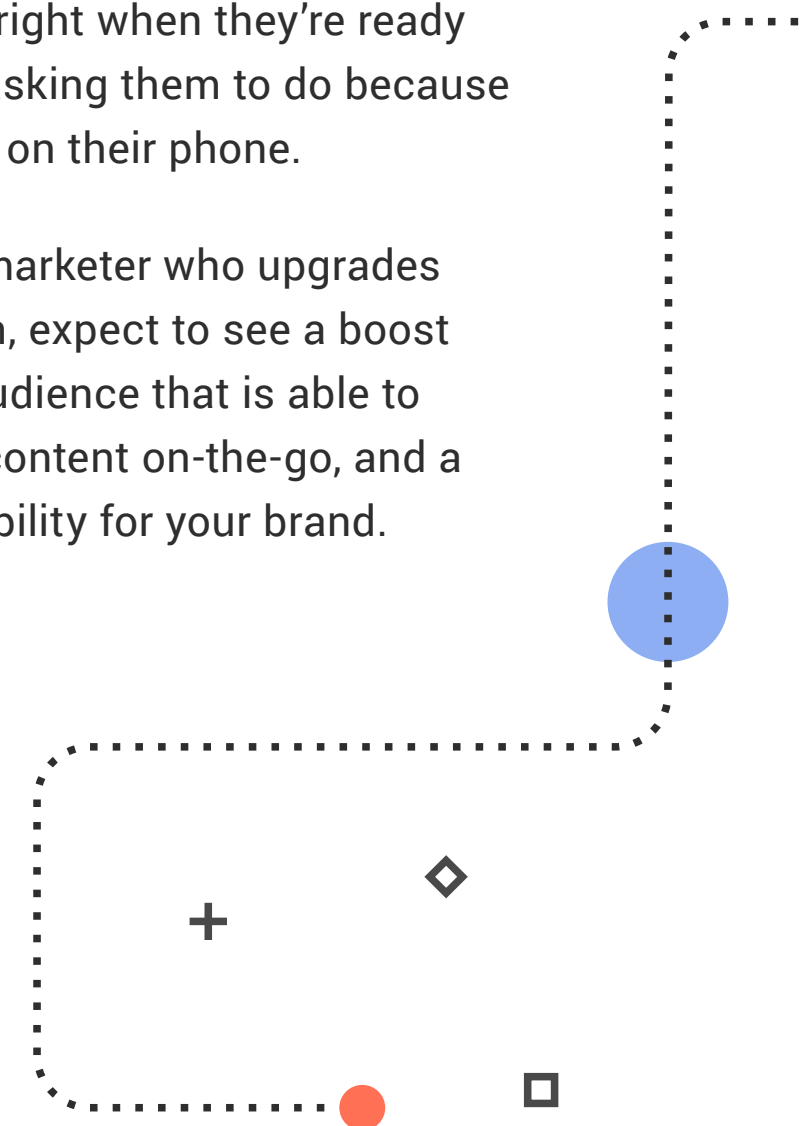 right when they’re ready
sking them to do because
on their phone.
marketer who upgrades
, expect to see a boost
udience that is able to
content on-the-go, and a
bility for your brand.